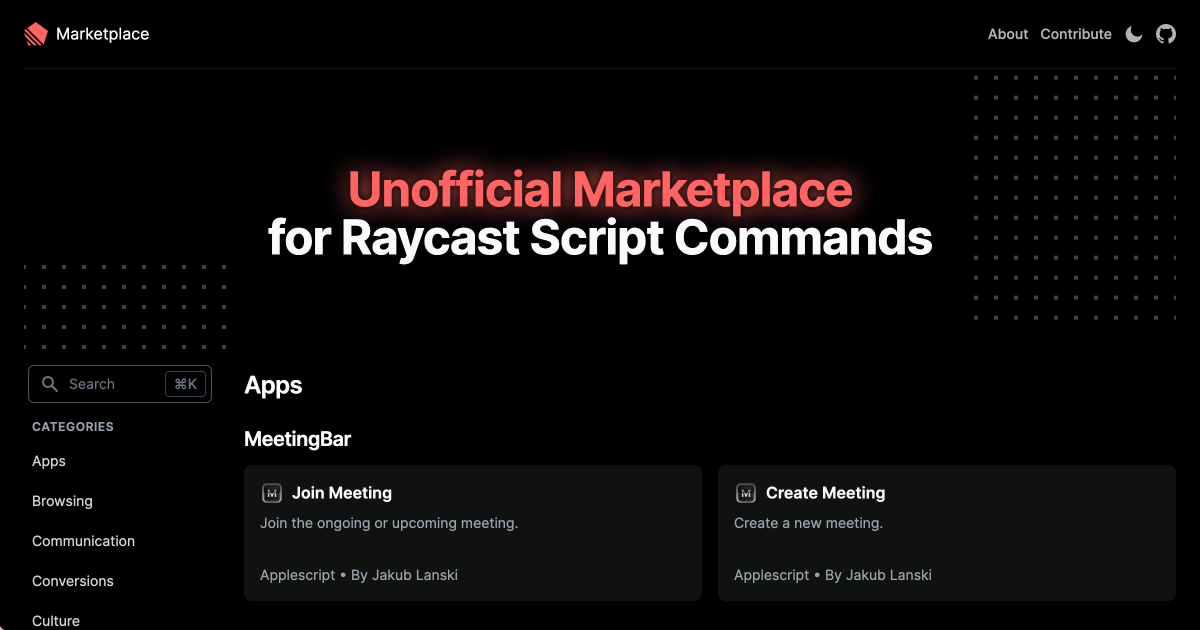 Marketplace
About Contribute
Unofficial Marketplace
for Raycast Script Commands
Search ⌘K
CATEGORIES
Apps
Browsing
Communication
Conversions
Culture
Apps
MeetingBar
Join Meeting
Join the ongoing or upcoming meeting.
Applescript • By Jakub Lanski
Create Meeting
Create a new meeting.
Applescript • By Jakub Lanski